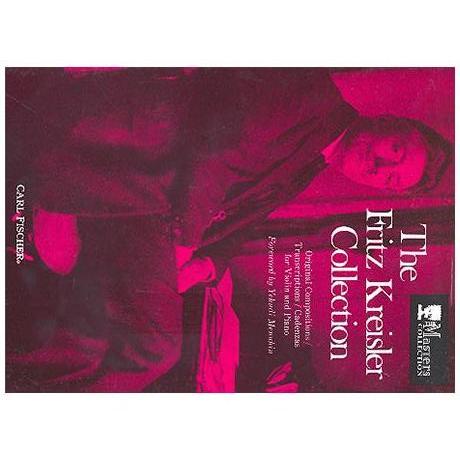 Masters
COLLECTION
The
Fritz Kreisler
Collection
Original Compositions /
Transcriptions / Cadenzas
for Violin and Piano
Foreword by Yehudi Menuhin
CARL FISCHER®